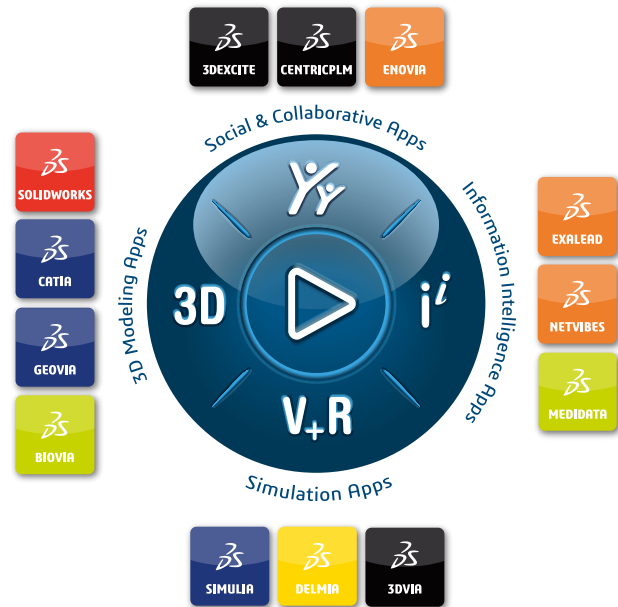 3DEXCITE
CENTRICPLM
ENOVIA
Social & Collaborative Apps
SOLIDWORKS
CATIA
GEOVIA
BIOVIA
3D Modeling Apps
3D
i i
V+R
Information Intelligence Apps
EXALEAD
NETVIBES
MEDIDATA
Simulation Apps
SIMULIA
DELMIA
3DVIA